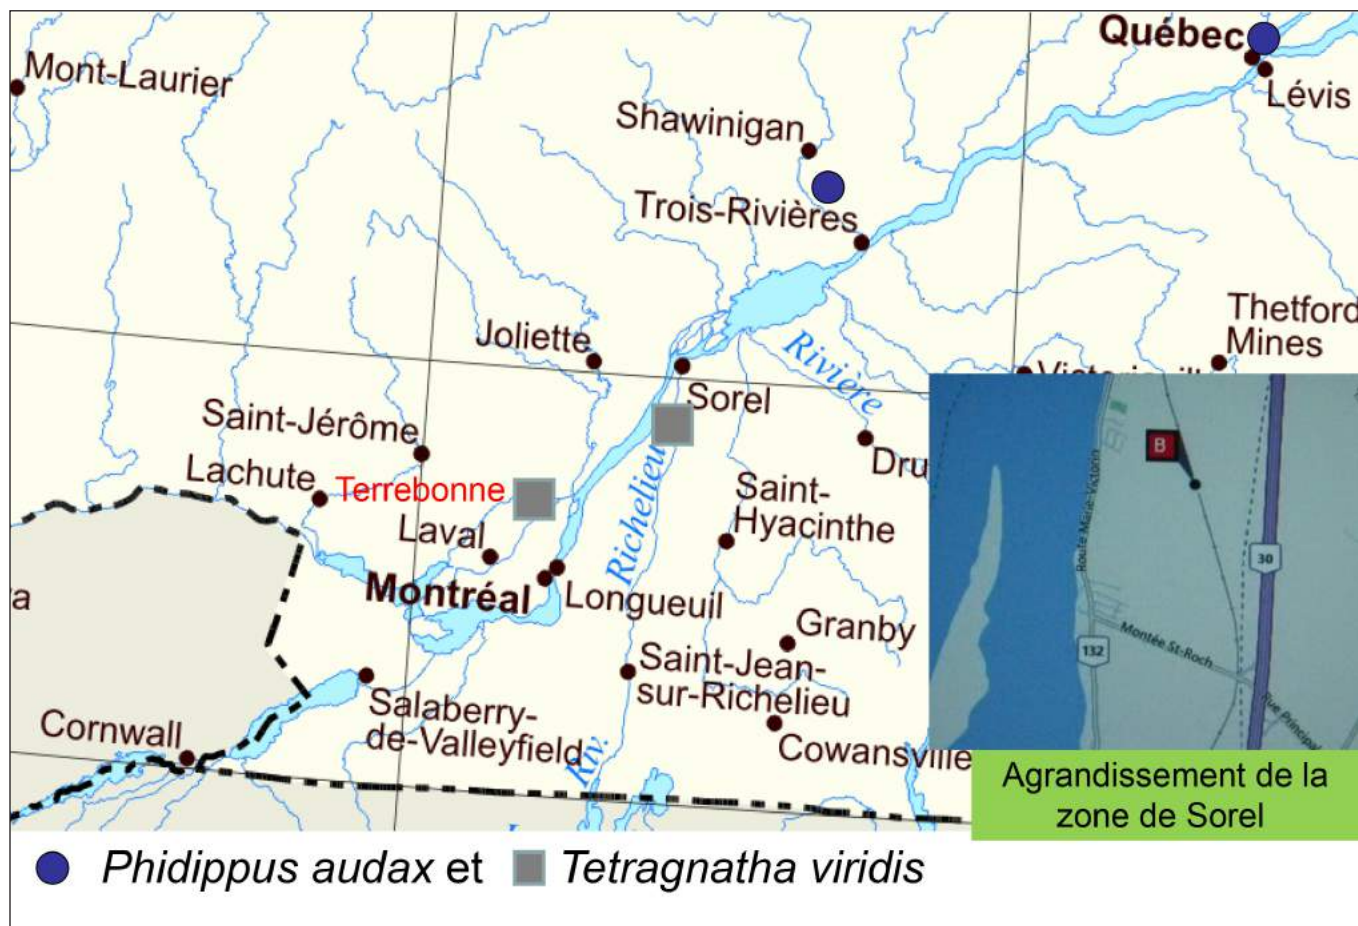 Québec
Mont-Laurier
Lévis
Shawinigan
Trois-Rivières
Thetford
Mines
Joliette
Rivière
Sorel
Saint-Jérôme
Lachute
Terrebonne
Dru
Saint-
Hyacinthe
Laval
Richelieu
Montréal
Longueuil
Granby
Saint-Jean-
sur-Richelieu
Salaberry-
de-Valleyfield
Cowansville
Cornwall
Riv.
a
B
Route Marie-Victorin
30
132
Montée St-Roch
Rue Principal
Agrandissement de la
zone de Sorel
Phidippus audax et Tetragnatha viridis